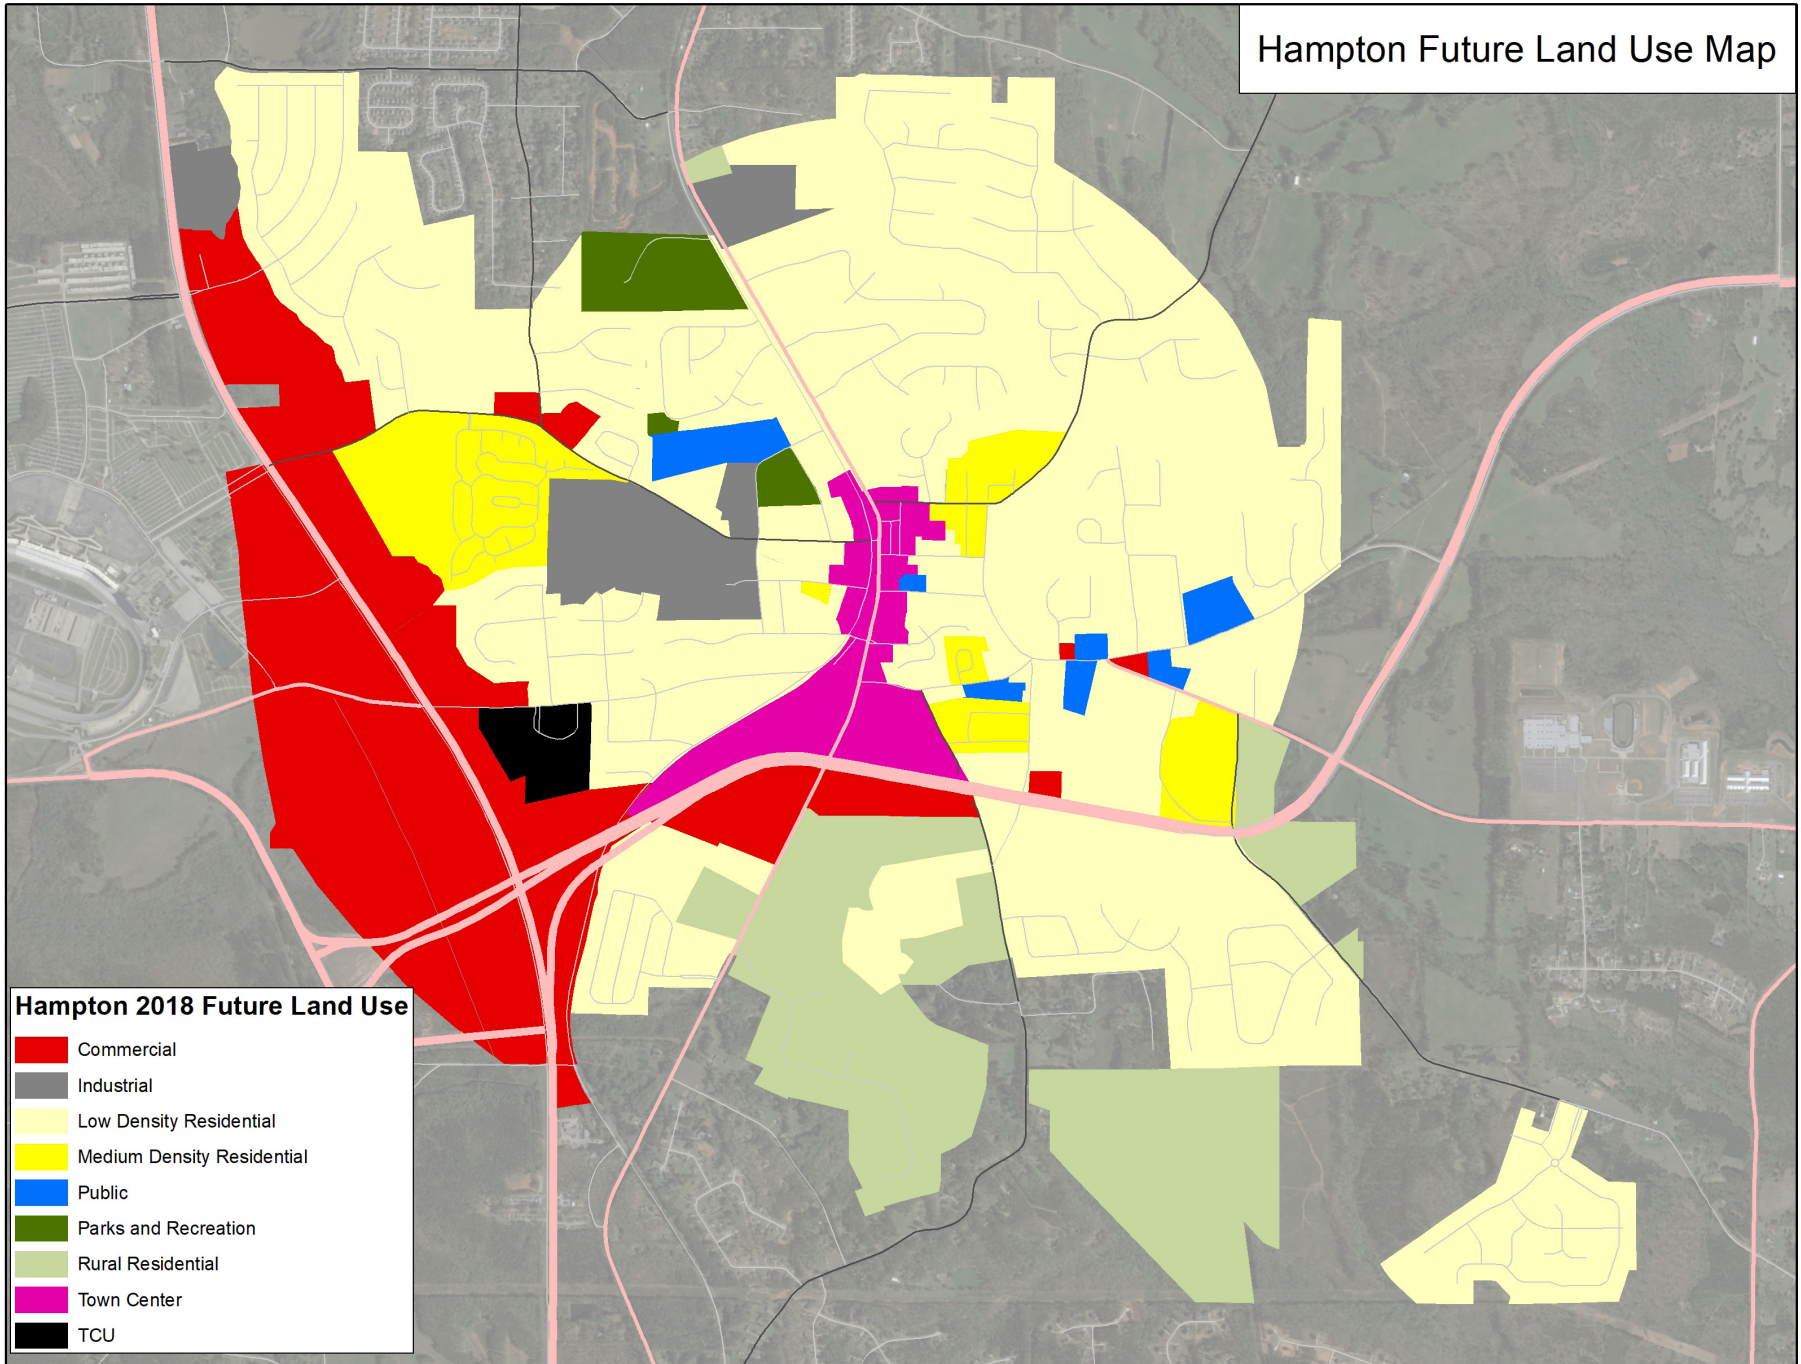 Hampton Future Land Use Map
Hampton 2018 Future Land Use
Commercial
Industrial
Low Density Residential
Medium Density Residential
Public
Parks and Recreation
Rural Residential
Town Center
TCU